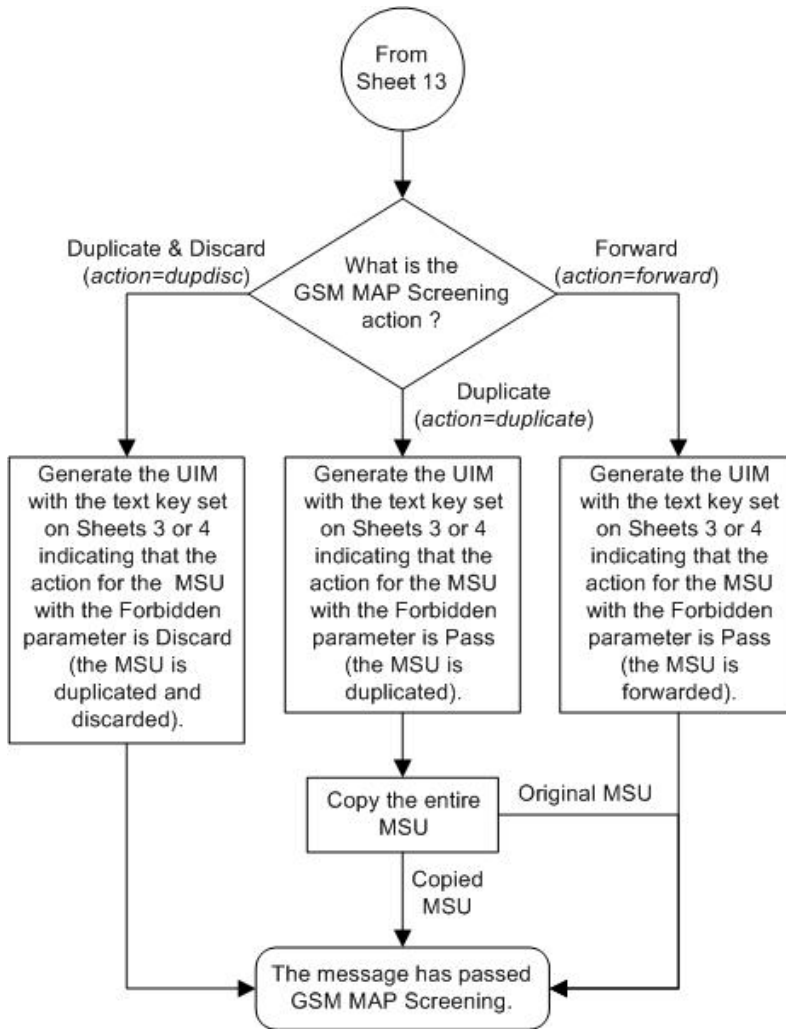 From
Sheet 13
Duplicate & Discard
(action=dupdisc)
What is the
GSM MAP Screening
action ?
Forward
(action=forward)
Duplicate
(action=duplicate)
Generate the UIM
with the text key set
on Sheets 3 or 4
indicating that the
action for the MSU
with the Forbidden
parameter is Discard
(the MSU is
duplicated and
discarded).
Generate the UIM
with the text key set
on Sheets 3 or 4
indicating that the
action for the MSU
with the Forbidden
parameter is Pass
(the MSU is
duplicated).
Generate the UIM
with the text key set
on Sheets 3 or 4
indicating that the
action for the MSU
with the Forbidden
parameter is Pass
(the MSU is
forwarded).
Copy the entire
MSU
Original MSU
Copied
MSU
The message has passed
GSM MAP Screening.